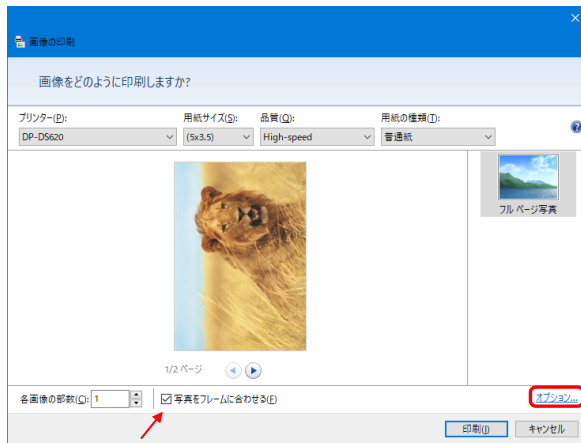 画像の印刷
画像をどのように印刷しますか?
プリンター(P): 用紙サイズ(S): 品質(Q): 用紙の種類(T):
DP-DS620 (5x3.5) High-speed 普通紙
フル ページ写真
1/2 ページ
各画像の部数(C): 1 写真をフレームに合わせる(F) オプション...
印刷(I) キャンセル